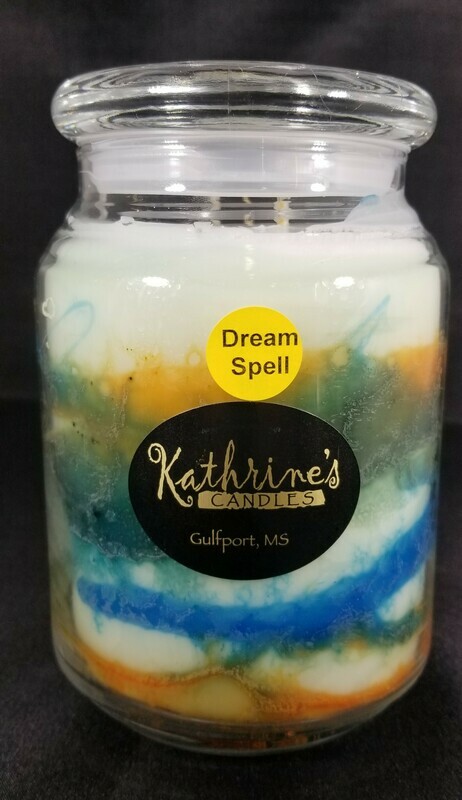 Dream
Spell
Kathrine's
CANDLES
Gulfport, MS